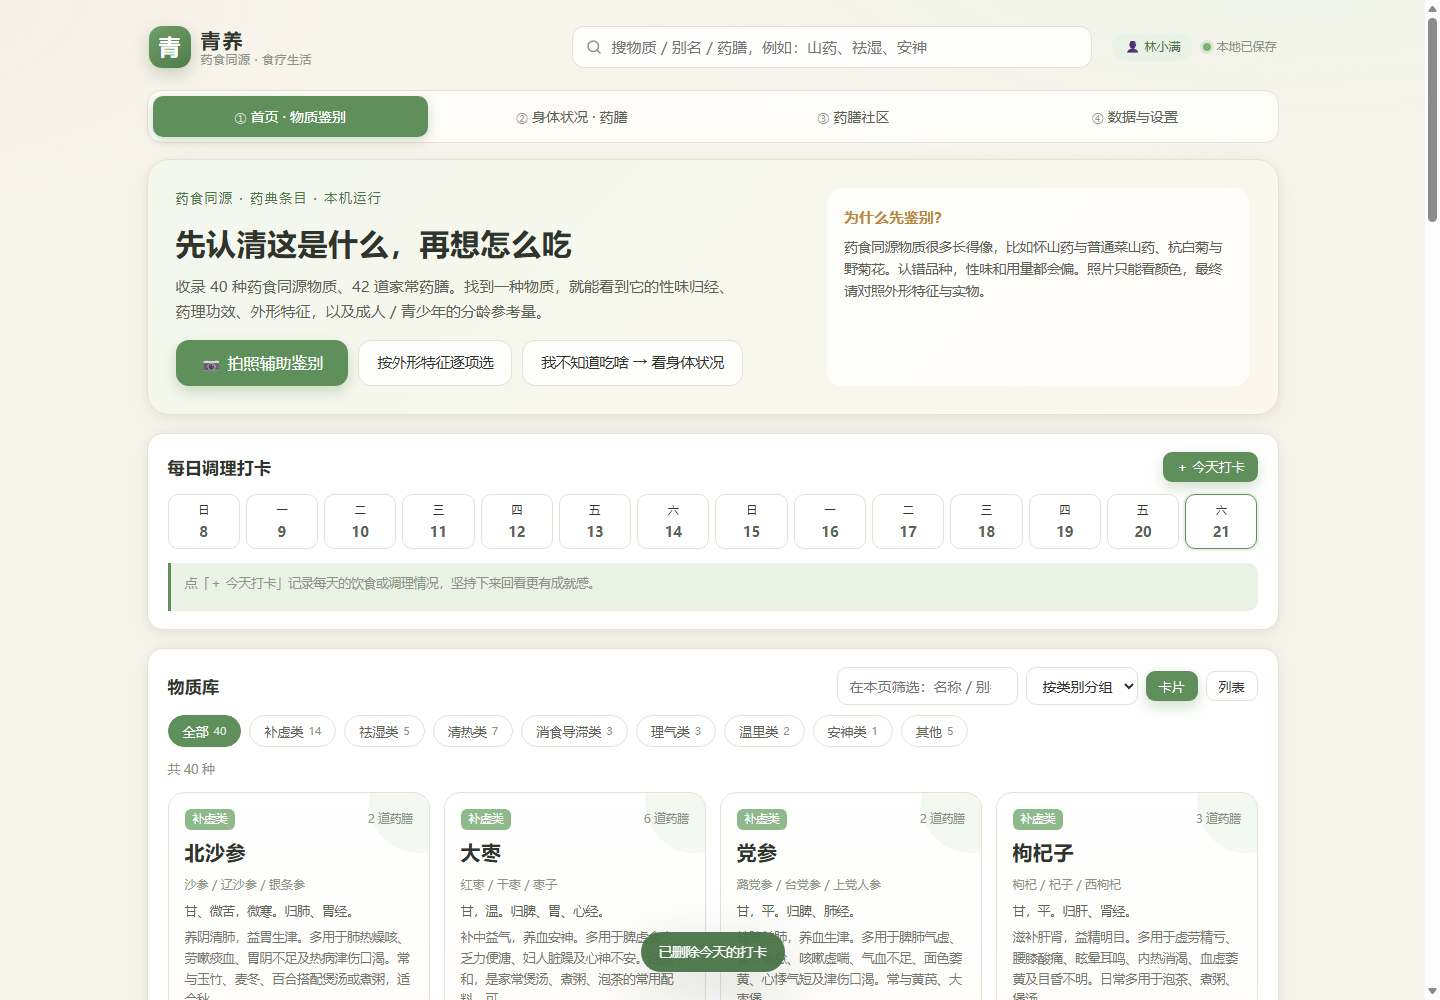 青
青养
药食同源 · 食疗生活
搜物质 / 别名 / 药膳，例如：山药、祛湿、安神
林小满
本地已保存
① 首页 · 物质鉴别
② 身体状况 · 药膳
③ 药膳社区
④ 数据与设置
药食同源 · 药典条目 · 本机运行
先认清这是什么，再想怎么吃
收录 40 种药食同源物质、42 道家常药膳。找到一种物质，就能看到它的性味归经、
药理功效、外形特征，以及成人 / 青少年的分龄参考量。
拍照辅助鉴别
按外形特征逐项选
我不知道吃啥 → 看身体状况
为什么先鉴别？
药食同源物质很多长得像，比如怀山药与普通菜山药、杭白菊与
野菊花。认错品种，性味和用量都会偏。照片只能看颜色，最终
请对照外形特征与实物。
每日调理打卡
+ 今天打卡
日 一 二 三 四 五 六 日 一 二 三 四 五 六
8 9 10 11 12 13 14 15 16 17 18 19 20 21
点「+ 今天打卡」记录每天的饮食或调理情况，坚持下来回看更有成就感。
物质库
在本页筛选：名称 / 别
按类别分组
卡片
列表
全部 40
补虚类 14
祛湿类 5
清热类 7
消食导滞类 3
理气类 3
温里类 2
安神类 1
其他 5
共 40 种
补虚类
2 道药膳
北沙参
沙参 / 辽沙参 / 银条参
甘、微苦，微寒。归肺、胃经。
养阴清肺，益胃生津。多用于肺热燥咳、
劳嗽痰血、胃阴不足及热病津伤口渴。常
与玉竹、麦冬、百合搭配煲汤或煮粥，适
合秋
补虚类
6 道药膳
大枣
红枣 / 干枣 / 枣子
甘，温。归脾、胃、心经。
补中益气，养血安神。多用于脾虚
乏力便溏、妇人脏躁及心神不安。
和，是家常煲汤、煮粥、泡茶的常用配
料，可
补虚类
2 道药膳
党参
潞党参 / 台党参 / 上党人参
甘，平。归脾、肺经。
肺，养血生津。多用于脾肺气虚、
、咳嗽虚喘、气血不足、面色萎
黄、心悸气短及津伤口渴。常与黄芪、大
枣煲
补虚类
3 道药膳
枸杞子
枸杞 / 杞子 / 西枸杞
甘，平。归肝、肾经。
滋补肝肾，益精明目。多用于虚劳精亏、
腰膝酸痛、眩晕耳鸣、内热消渴、血虚萎
黄及目昏不明。日常多用于泡茶、煮粥、
煲汤
已删除今天的打卡